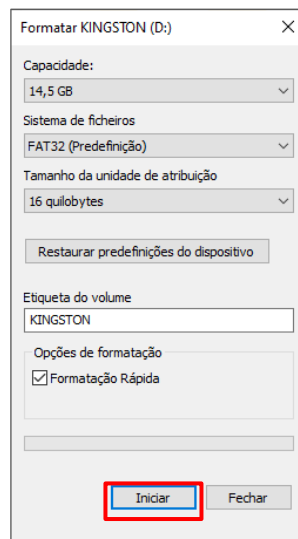 Formatar KINGSTON (D:)
Capacidade:
14,5 GB
Sistema de ficheiros
FAT32 (Predefinição)
Tamanho da unidade de atribuição
16 quilobytes
Restaurar predefinições do dispositivo
Etiqueta do volume
KINGSTON
Opções de formatação
Formatação Rápida
Iniciar Fechar